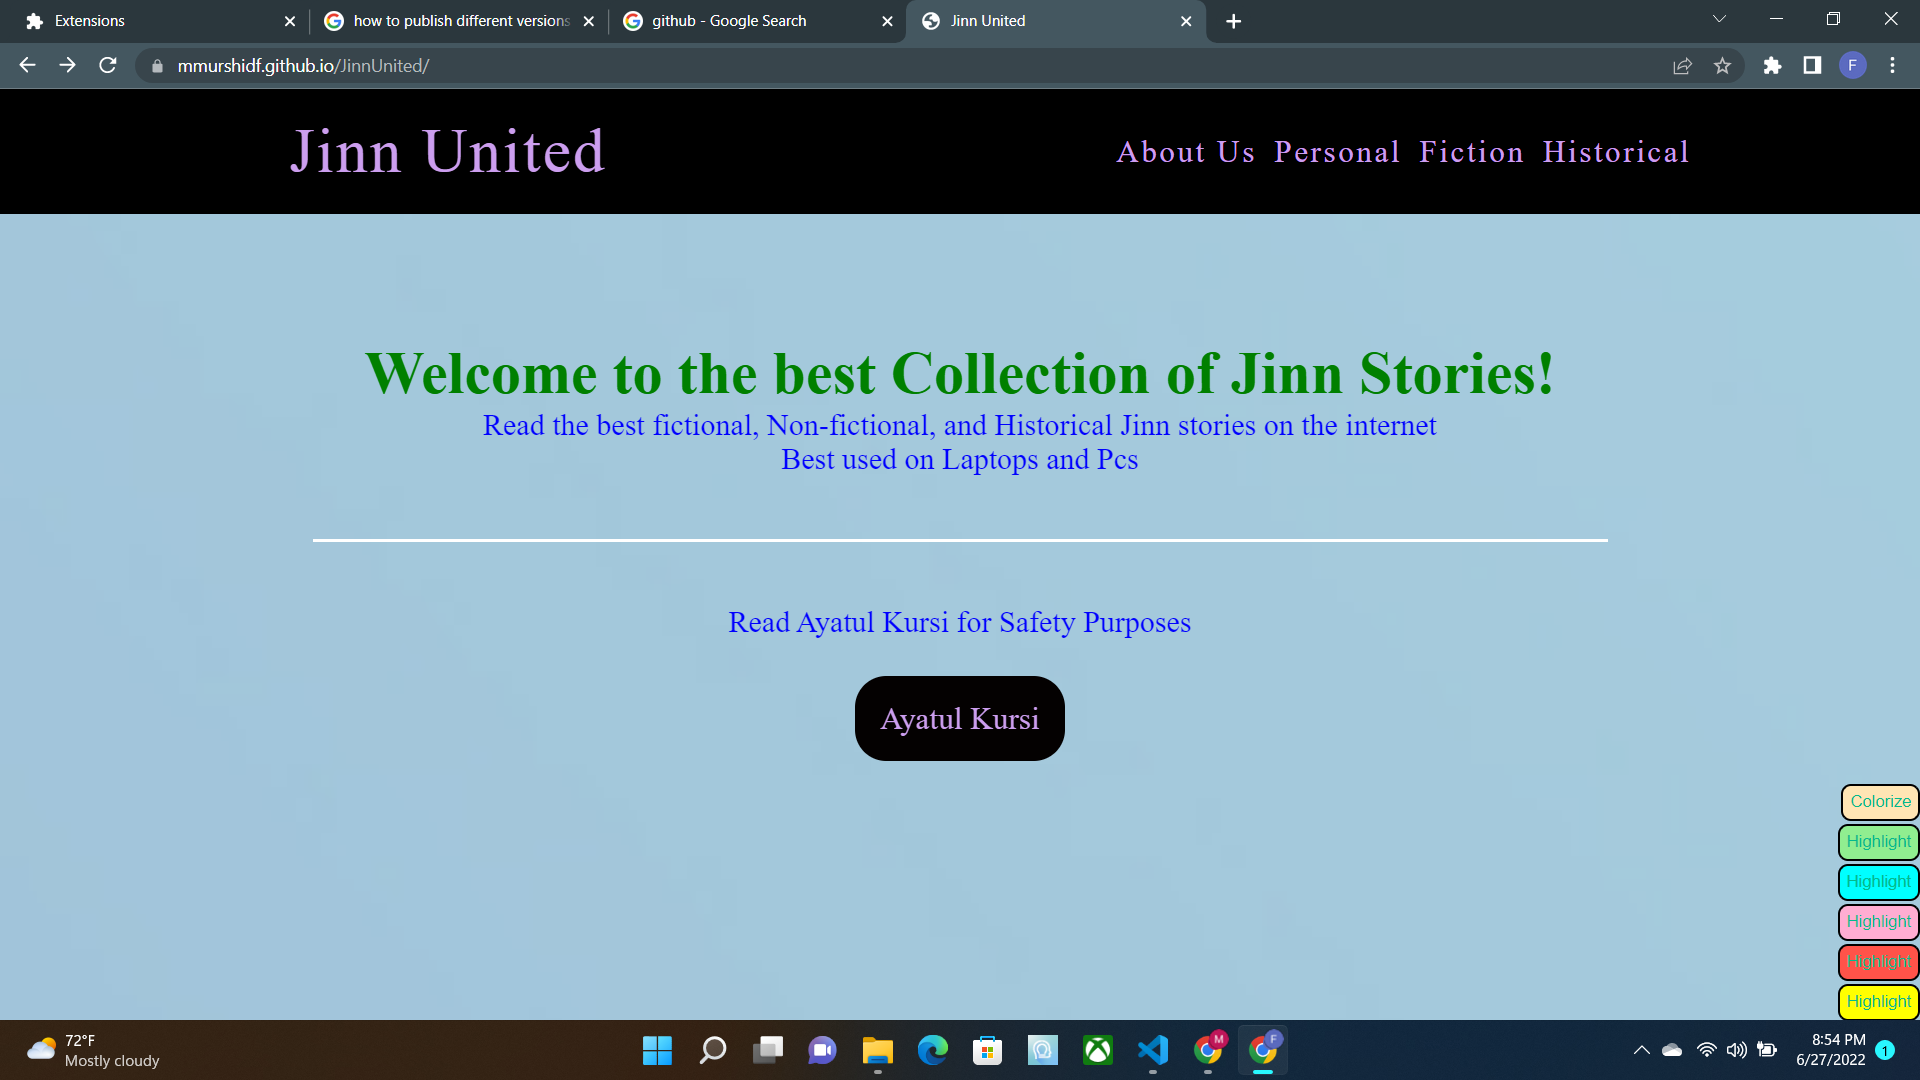 Extensions
how to publish different versions
github - Google Search
Jinn United
mmurshidf.github.io/JinnUnited/
F
Jinn United
About Us Personal Fiction Historical
Welcome to the best Collection of Jinn Stories!
Read the best fictional, Non-fictional, and Historical Jinn stories on the internet
Best used on Laptops and Pcs
Read Ayatul Kursi for Safety Purposes
Ayatul Kursi
Colorize
Highlight
Highlight
Highlight
Highlight
Highlight
72°F
Mostly cloudy
M
F
8:54 PM
6/27/2022
1